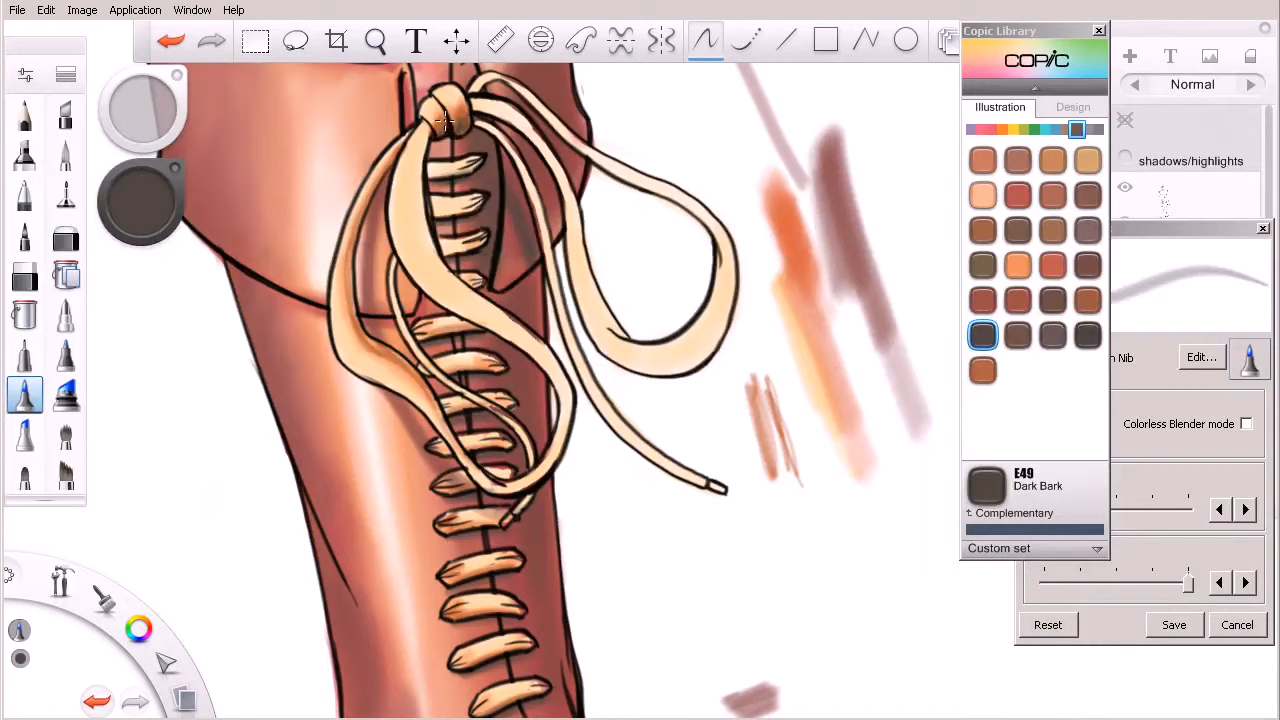 File Edit Image Application Window Help
Copic Library
COPiC
Normal
Illustration Design
shadows/highlights
Nib
Edit...
Colorless mode
E49
Dark Bark
Complementary
Custom set
Reset Save Cancel